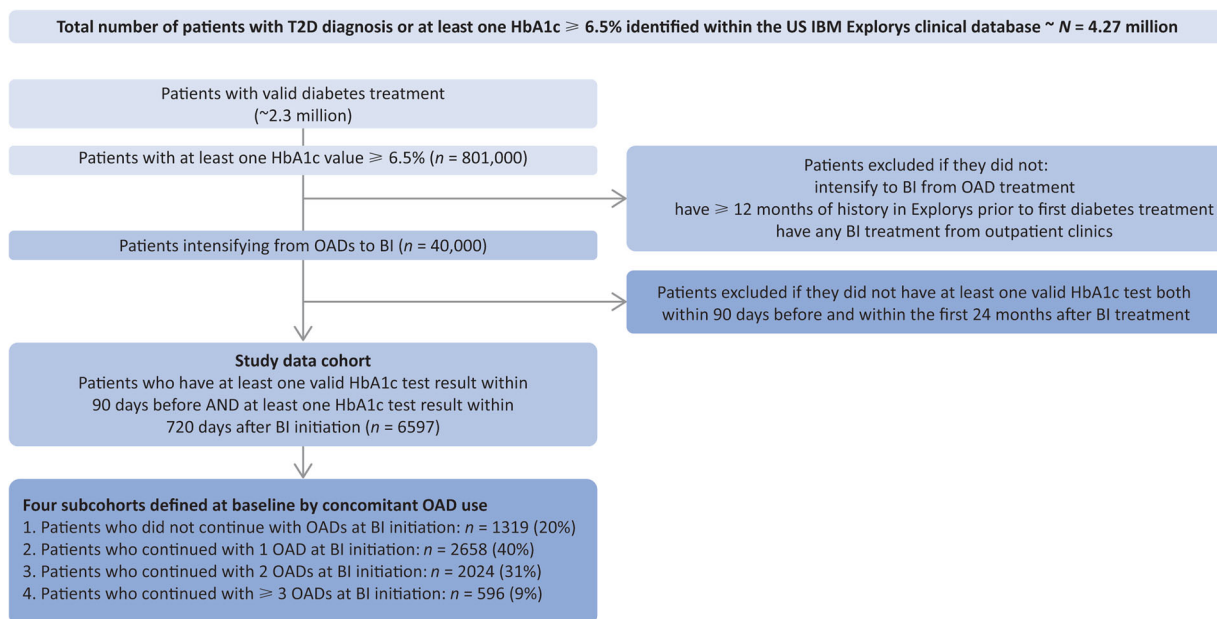 Total number of patients with T2D diagnosis or at least one HbA1c ⩾ 6.5% identified within the US IBM Explorys clinical database ~ N = 4.27 million
Patients with valid diabetes treatment
(~2.3 million)
Patients with at least one HbA1c value ⩾ 6.5% (n = 801,000)
Patients excluded if they did not:
intensify to BI from OAD treatment
have ⩾ 12 months of history in Explorys prior to first diabetes treatment
have any BI treatment from outpatient clinics
Patients intensifying from OADs to BI (n = 40,000)
Patients excluded if they did not have at least one valid HbA1c test both
within 90 days before and within the first 24 months after BI treatment
Study data cohort
Patients who have at least one valid HbA1c test result within
90 days before AND at least one HbA1c test result within
720 days after BI initiation (n = 6597)
Four subcohorts defined at baseline by concomitant OAD use
1. Patients who did not continue with OADs at BI initiation: n = 1319 (20%)
2. Patients who continued with 1 OAD at BI initiation: n = 2658 (40%)
3. Patients who continued with 2 OADs at BI initiation: n = 2024 (31%)
4. Patients who continued with ⩾ 3 OADs at BI initiation: n = 596 (9%)